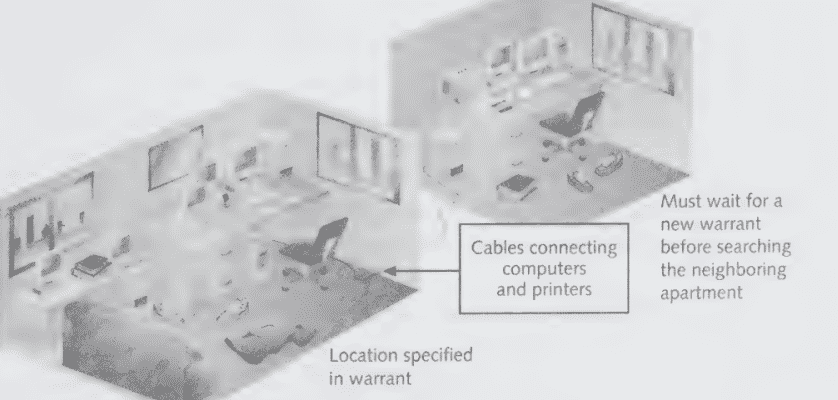 Must wait for a
new warrant
before searching
the neighboring
apartment
Cables connecting
computers
and printers
Location specified
in warrant